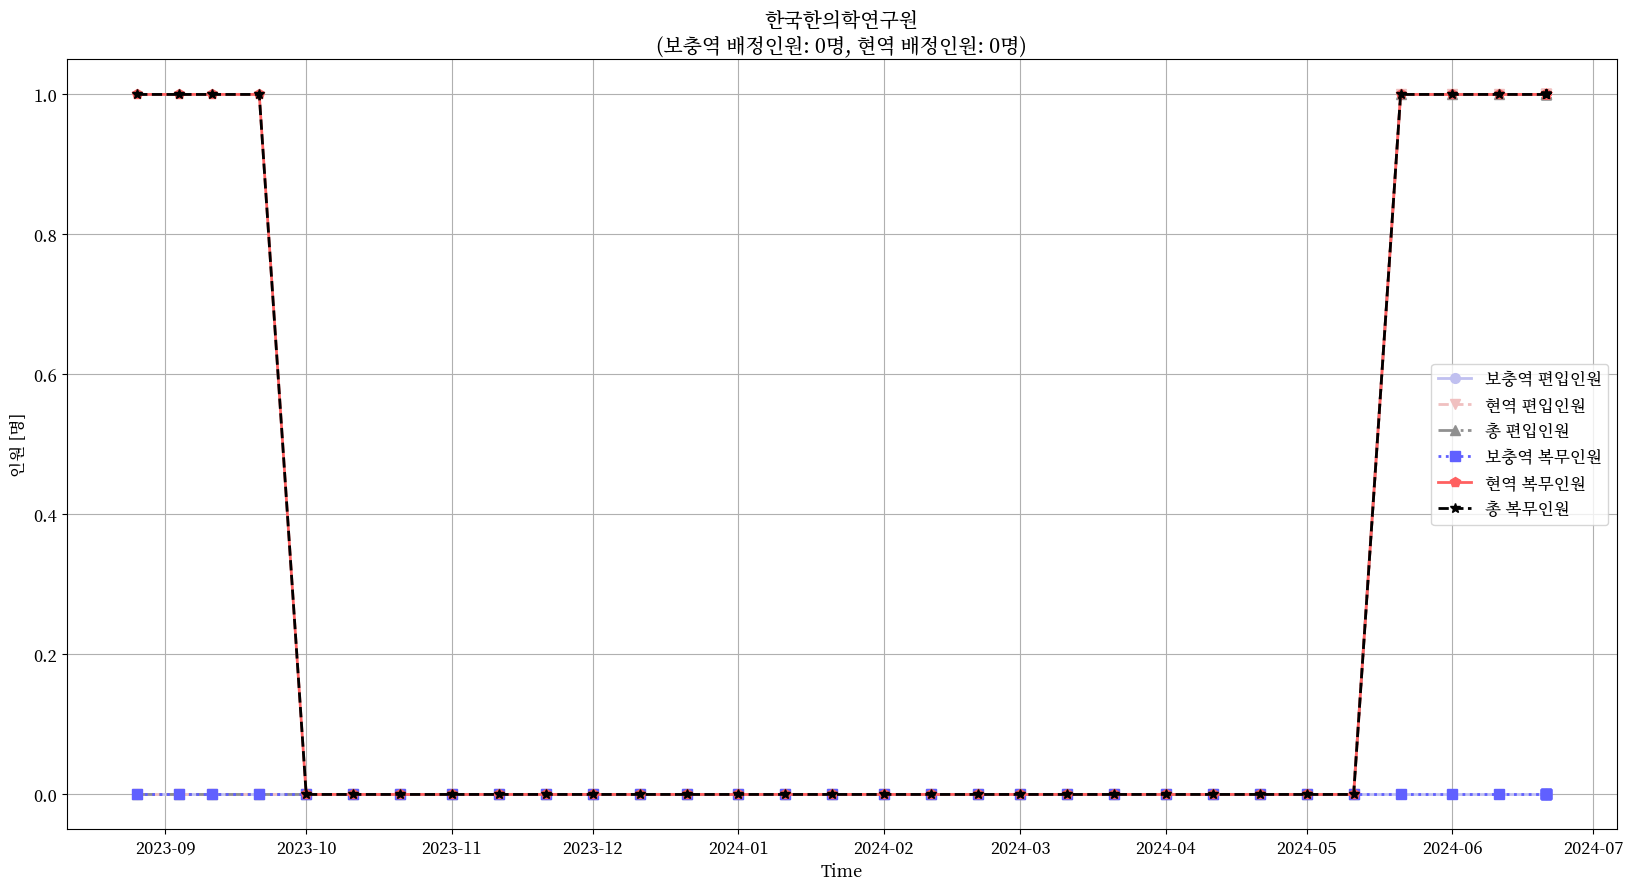 한국한의학연구원
(보충역 배정인원: 0명, 현역 배정인원: 0명)
1.0
0.8
0.6
0.4
0.2
0.0
인원 [명]
보충역 편입인원
현역 편입인원
총 편입인원
보충역 복무인원
현역 복무인원
총 복무인원
2023-09
2023-10
2023-11
2023-12
2024-01
2024-02
2024-03
2024-04
2024-05
2024-06
2024-07
Time